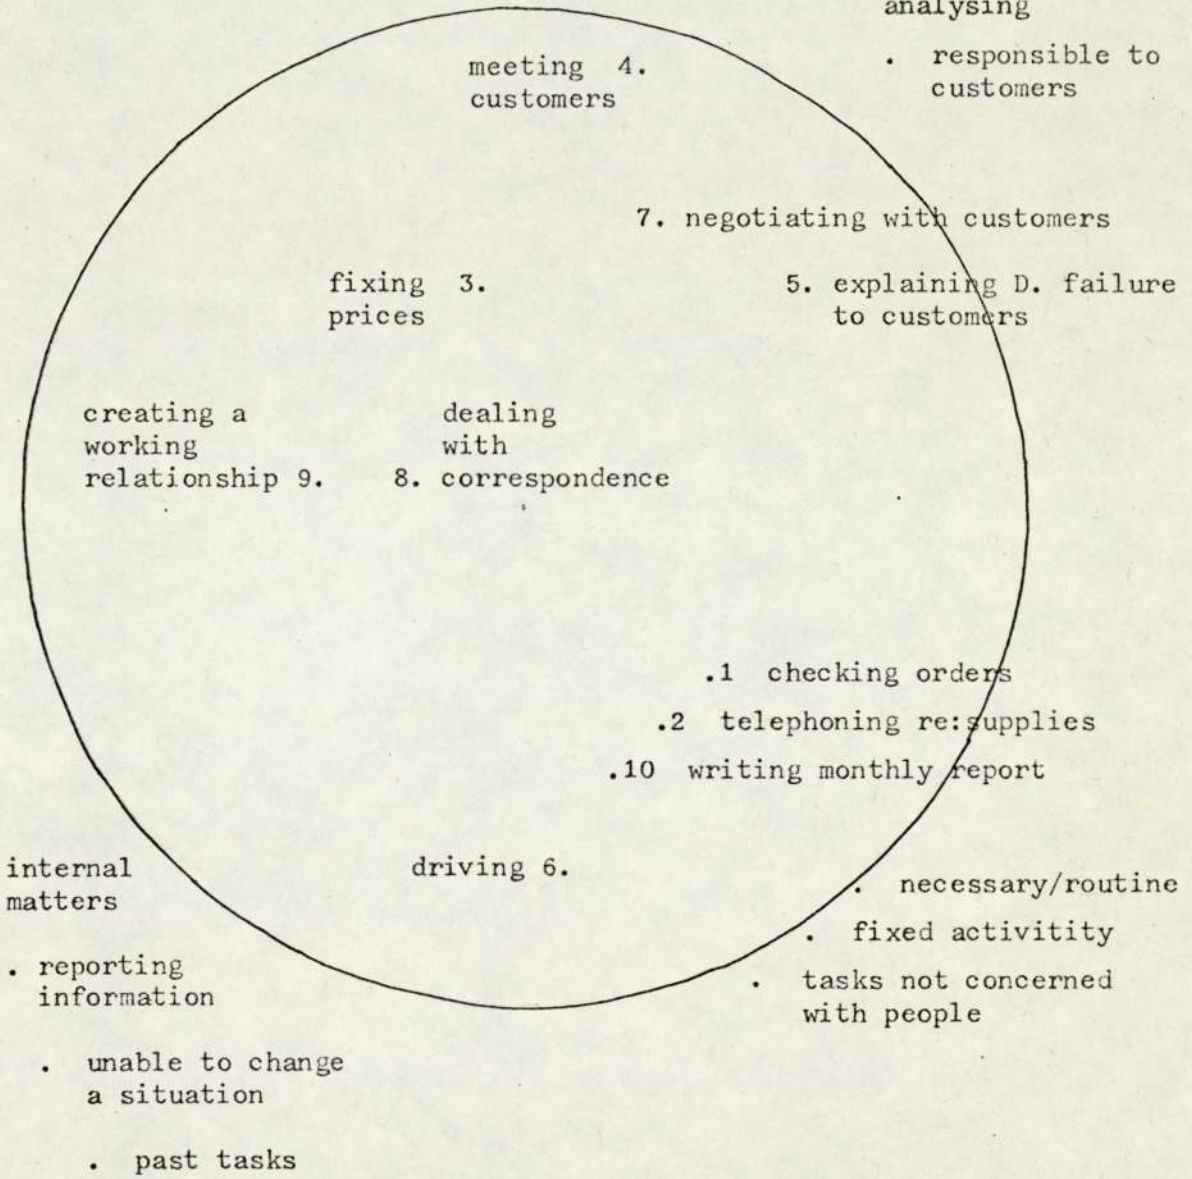 analysing
. responsible to
customers
meeting 4.
customers
7. negotiating with customers
fixing 3.
prices
5. explaining D. failure
to customers
creating a
working
relationship 9.
dealing
with
8. correspondence
.1 checking orders
.2 telephoning re:supplies
.10 writing monthly report
driving 6.
internal
matters
. reporting
information
. unable to change
a situation
. past tasks
. necessary/routine
. fixed activitity
. tasks not concerned
with people